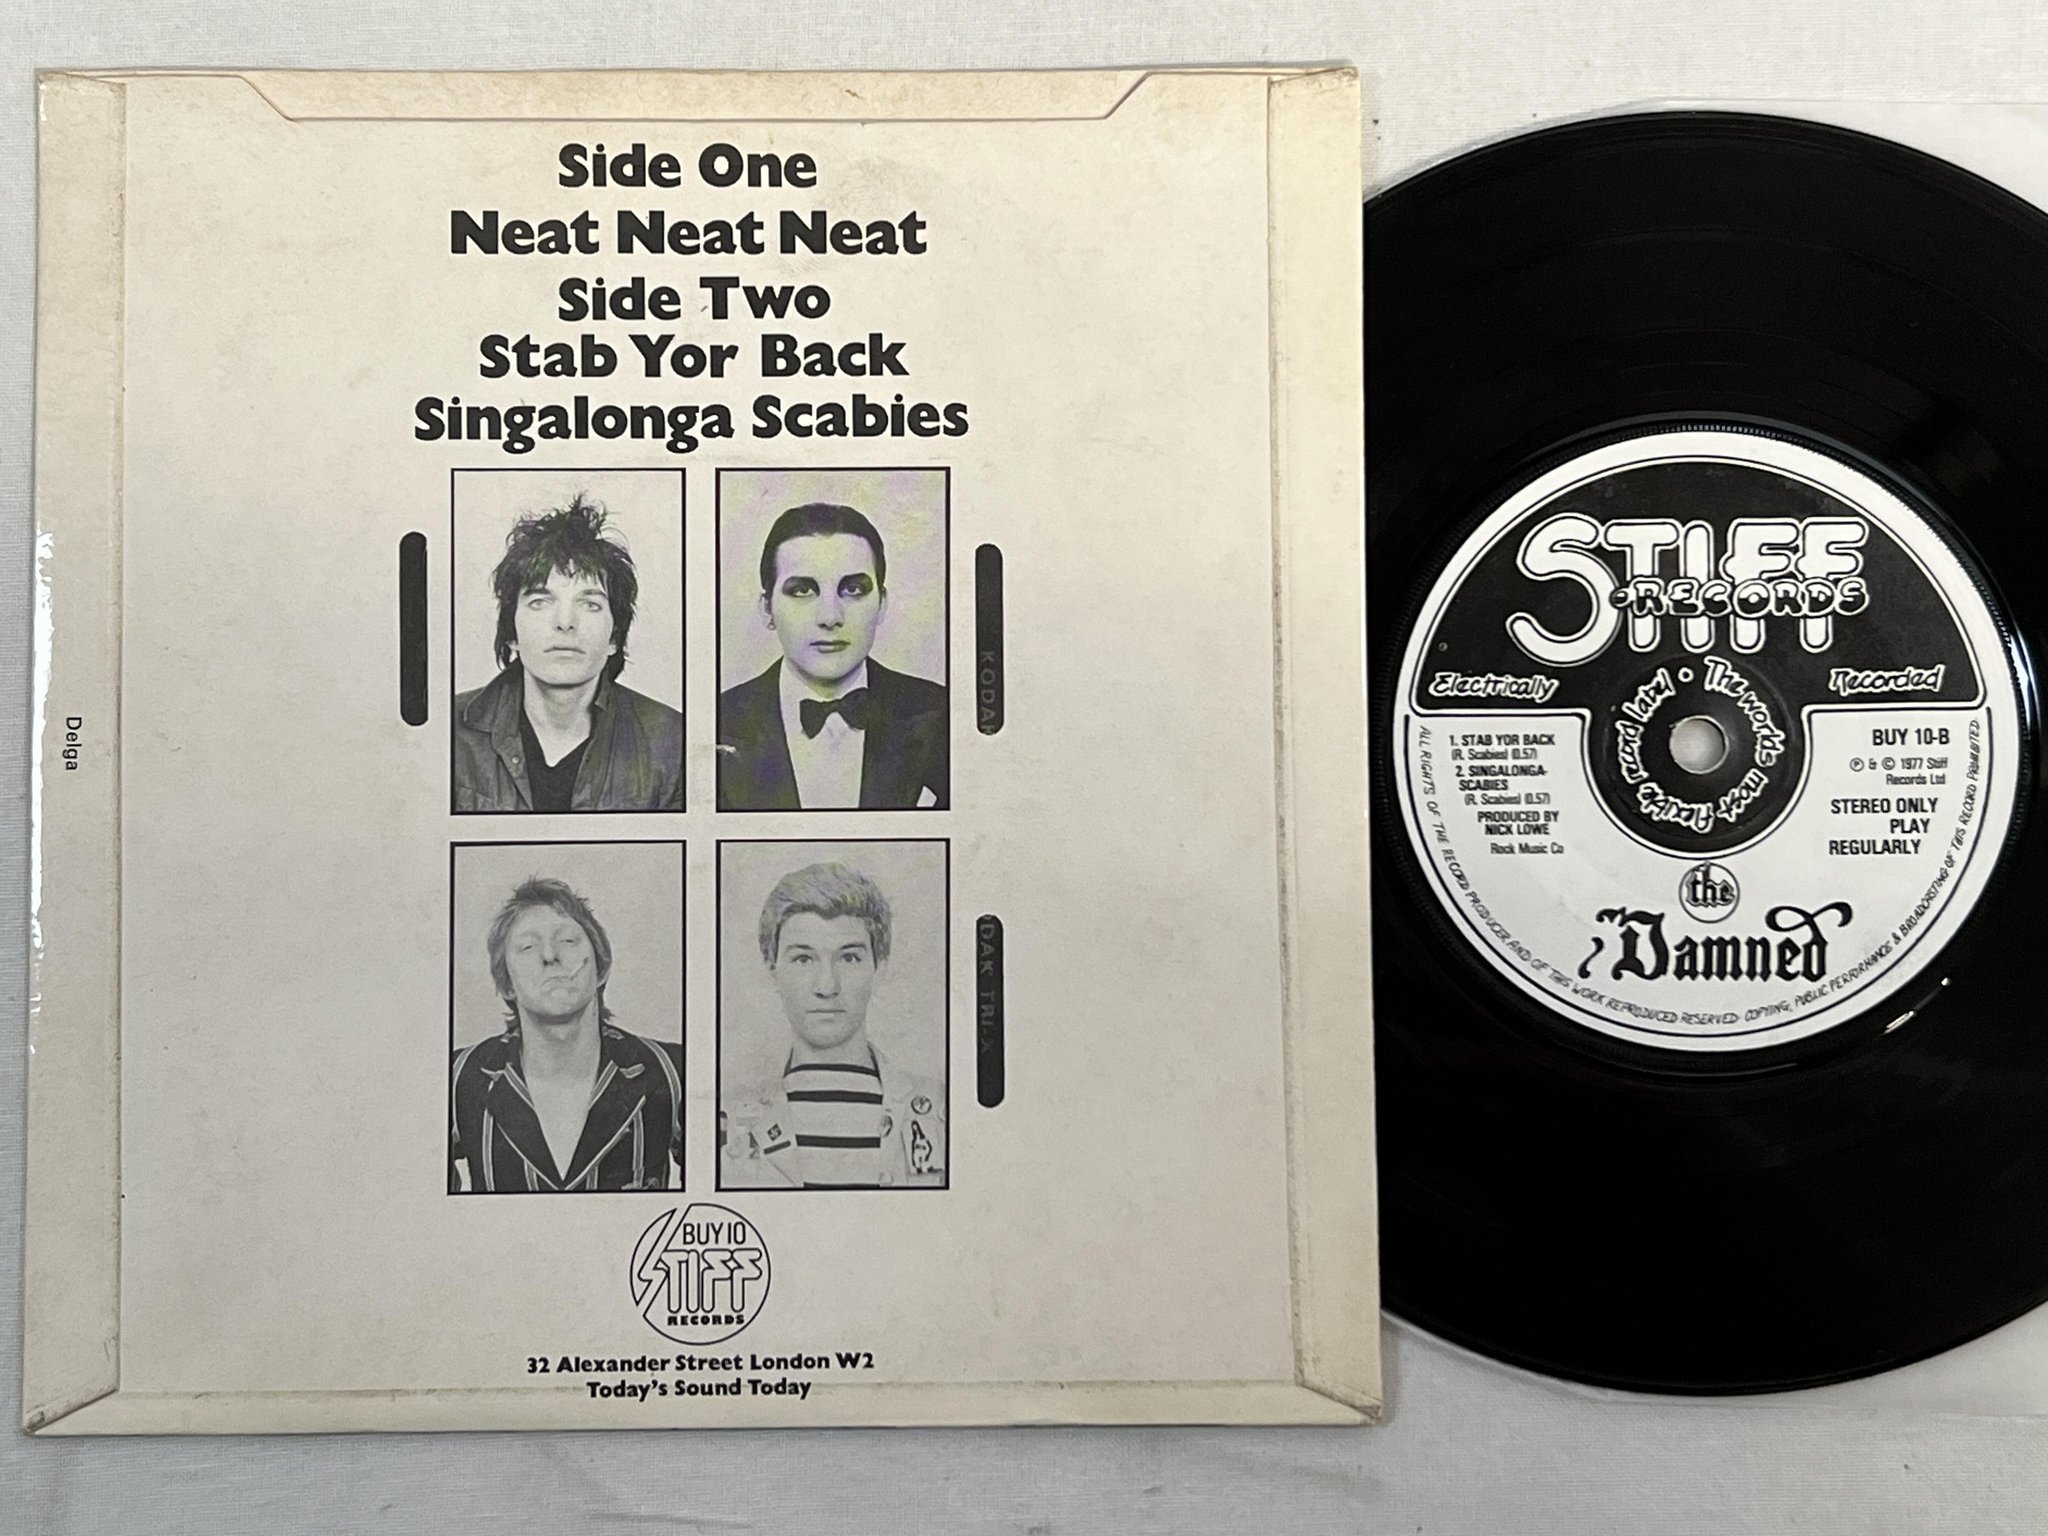 Side One
Neat Neat Neat
Side Two
Stab Yor Back
Singalonga Scabies
KODAK
DAK TRI-X
Delga
BUY 10
STIFF
RECORDS
32 Alexander Street London W2
Today's Sound Today
STIFF
RECORDS
Electrically
Recorded
The worlds most flexible record label •
1. STAB YOR BACK
(R. Scabies) (0.57)
2. SINGALONGA-
SCABIES
(R. Scabies) (0.57)
PRODUCED BY
NICK LOWE
Rock Music Co
BUY 10-B
℗ & © 1977 Stiff
Records Ltd
STEREO ONLY
PLAY
REGULARLY
the
Damned
ALL RIGHTS OF THE RECORD PRODUCER AND OF THIS WORK REPRODUCED RESERVED· COPYING, PUBLIC PERFORMANCE & BROADCASTING OF THIS RECORD PROHIBITED.